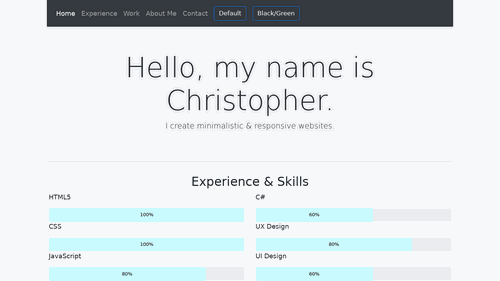 Home Experience Work About Me Contact Default Black/Green
Hello, my name is
Christopher.
I create minimalistic & responsive websites.
Experience & Skills
HTML5
100%
CSS
100%
JavaScript
80%
C#
60%
UX Design
80%
UI Design
60%